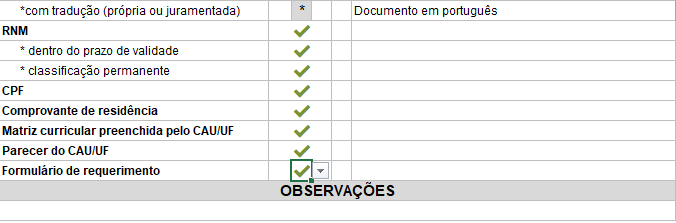 *com tradução (própria ou juramentada) * Documento em português
RNM
* dentro do prazo de validade
* classificação permanente
CPF
Comprovante de residência
Matriz curricular preenchida pelo CAU/UF
Parecer do CAU/UF
Formulário de requerimento
OBSERVAÇÕES